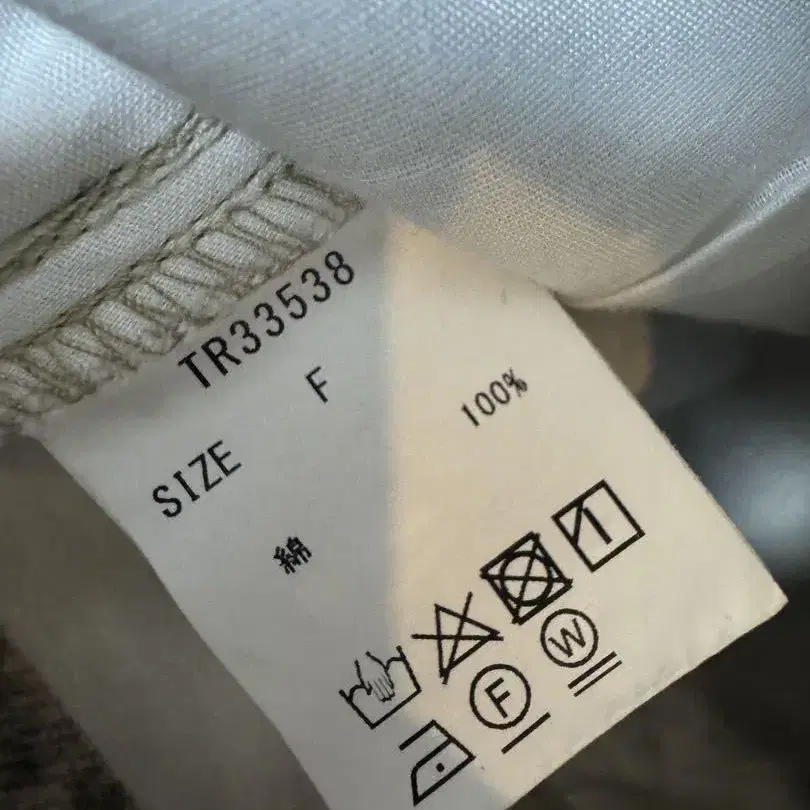 TR33538
SIZE F
綿 100%
F W